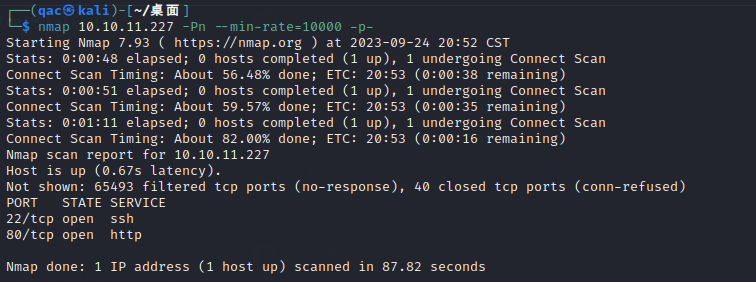 ┌──(qac㉿kali)-[~/桌面]
└─$ nmap 10.10.11.227 -Pn --min-rate=10000 -p-
Starting Nmap 7.93 ( https://nmap.org ) at 2023-09-24 20:52 CST
Stats: 0:00:48 elapsed; 0 hosts completed (1 up), 1 undergoing Connect Scan
Connect Scan Timing: About 56.48% done; ETC: 20:53 (0:00:38 remaining)
Stats: 0:00:51 elapsed; 0 hosts completed (1 up), 1 undergoing Connect Scan
Connect Scan Timing: About 59.57% done; ETC: 20:53 (0:00:35 remaining)
Stats: 0:01:11 elapsed; 0 hosts completed (1 up), 1 undergoing Connect Scan
Connect Scan Timing: About 82.00% done; ETC: 20:53 (0:00:16 remaining)
Nmap scan report for 10.10.11.227
Host is up (0.67s latency).
Not shown: 65493 filtered tcp ports (no-response), 40 closed tcp ports (conn-refused)
PORT   STATE SERVICE
22/tcp open  ssh
80/tcp open  http
Nmap done: 1 IP address (1 host up) scanned in 87.82 seconds